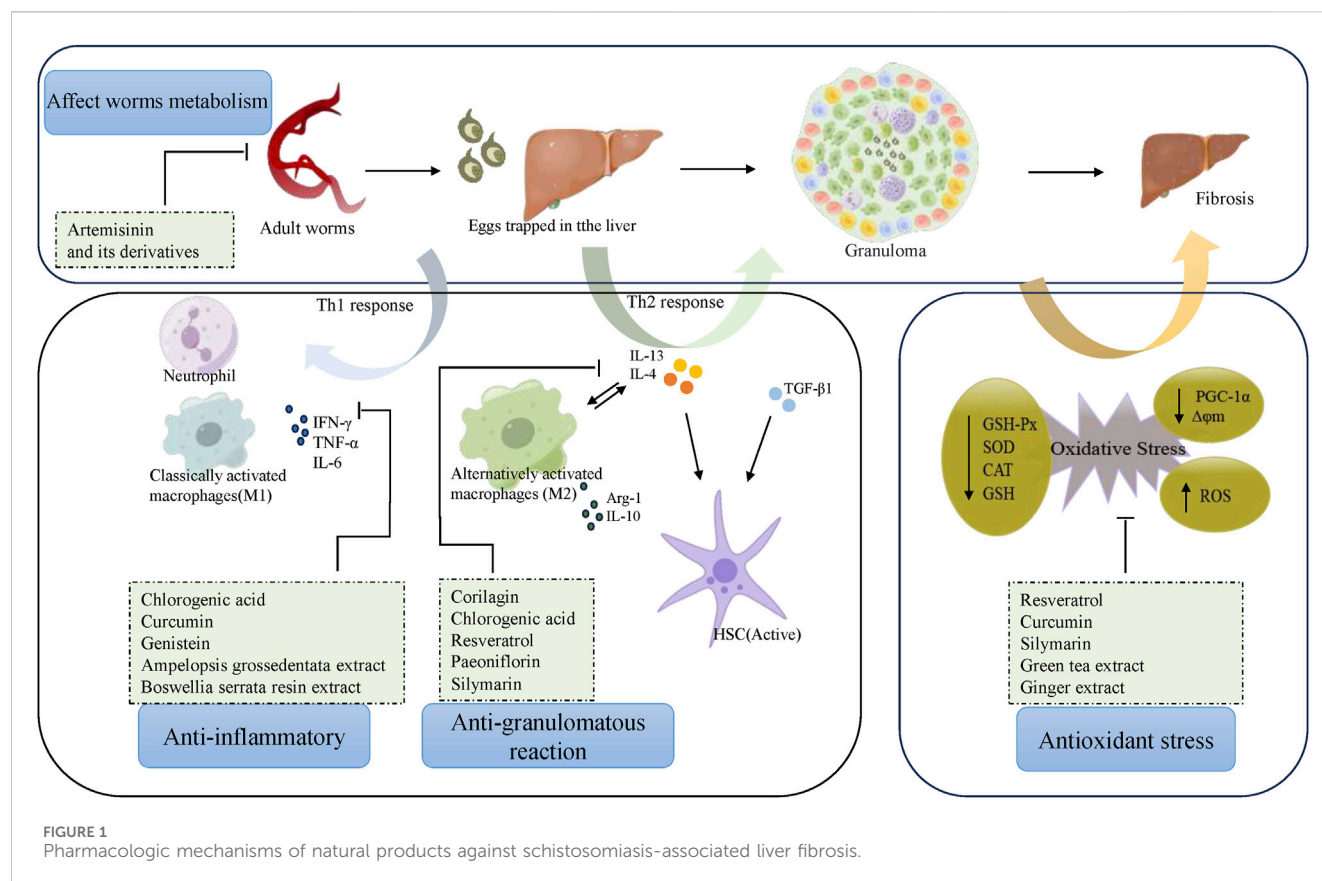 Affect worms metabolism
Artemisinin
and its derivatives
Adult worms
Eggs trapped in tthe liver
Granuloma
Fibrosis
Th1 response
Th2 response
Neutrophil
Classically activated
macrophages(M1)
IFN-γ
TNF-α
IL-6
IL-13
IL-4
Alternatively activated
macrophages (M2)
Arg-1
IL-10
TGF-β1
HSC(Active)
Chlorogenic acid
Curcumin
Genistein
Ampelopsis grossedentata extract
Boswellia serrata resin extract
Anti-inflammatory
Corilagin
Chlorogenic acid
Resveratrol
Paeoniflorin
Silymarin
Anti-granulomatous
reaction
GSH-Px
SOD
CAT
GSH
Oxidative Stress
PGC-1α
Δφm
ROS
Resveratrol
Curcumin
Silymarin
Green tea extract
Ginger extract
Antioxidant stress
FIGURE 1
Pharmacologic mechanisms of natural products against schistosomiasis-associated liver fibrosis.